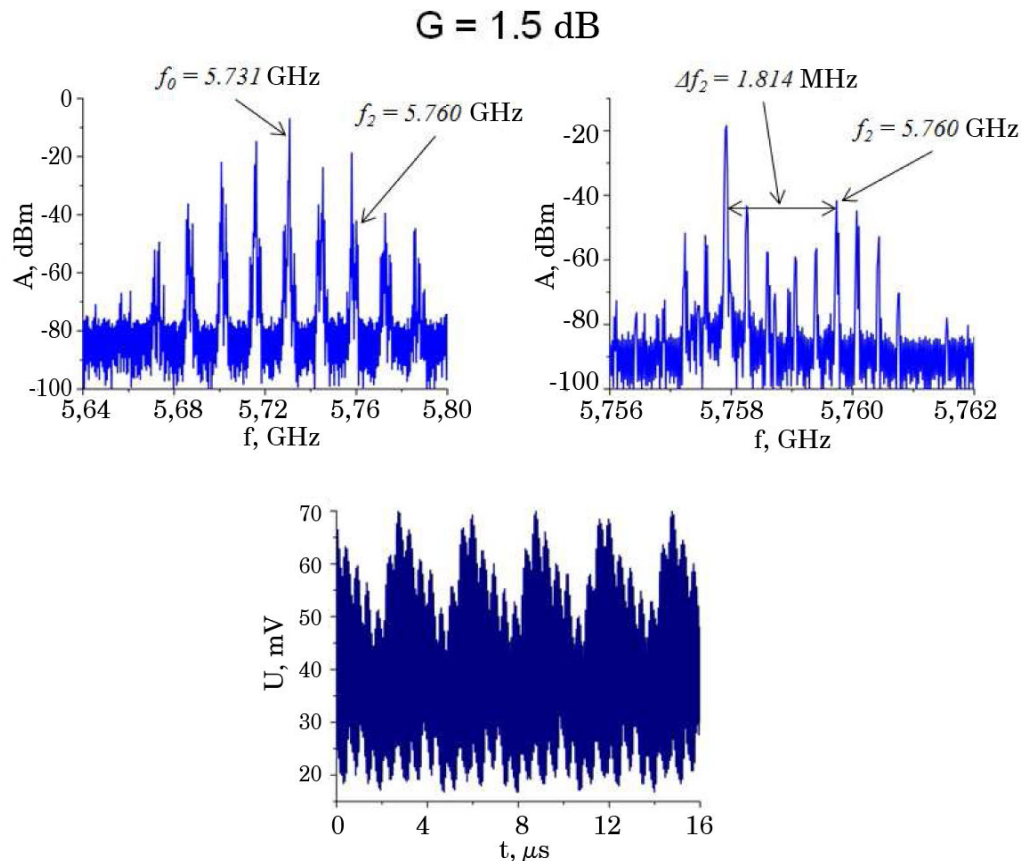 G = 1.5 dB
f₀ = 5.731 GHz
f₂ = 5.760 GHz
0
-20
-40
-60
-80
-100
A, dBm
5,64
5,68
5,72
5,76
5,80
f, GHz
Δf₂ = 1.814 MHz
f₂ = 5.760 GHz
-20
-40
-60
-80
-100
A, dBm
5,756
5,758
5,760
5,762
f, GHz
70
60
50
40
30
20
U, mV
0
4
8
12
16
t, μs